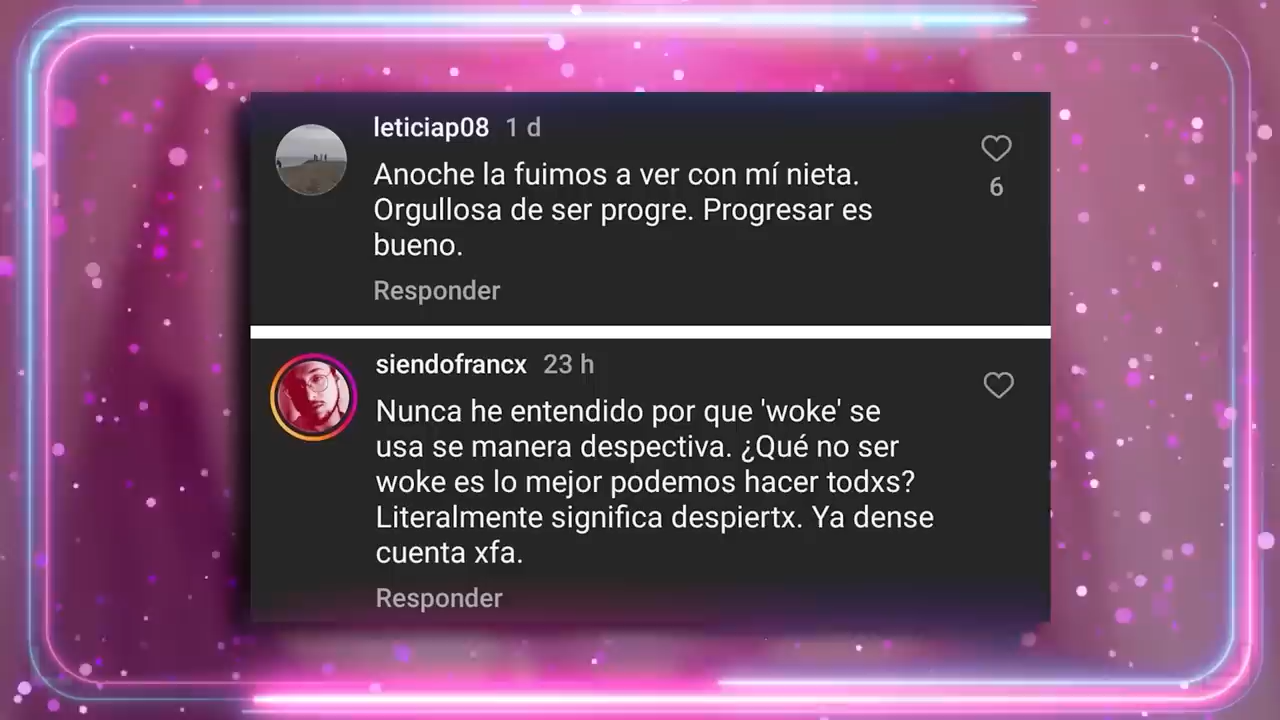 leticiap08 1 d
Anoche la fuimos a ver con mí nieta.
Orgullosa de ser progre. Progresar es
bueno.
6
Responder
siendofrancx 23 h
Nunca he entendido por que 'woke' se
usa se manera despectiva. ¿Qué no ser
woke es lo mejor podemos hacer todxs?
Literalmente significa despiertx. Ya dense
cuenta xfa.
Responder